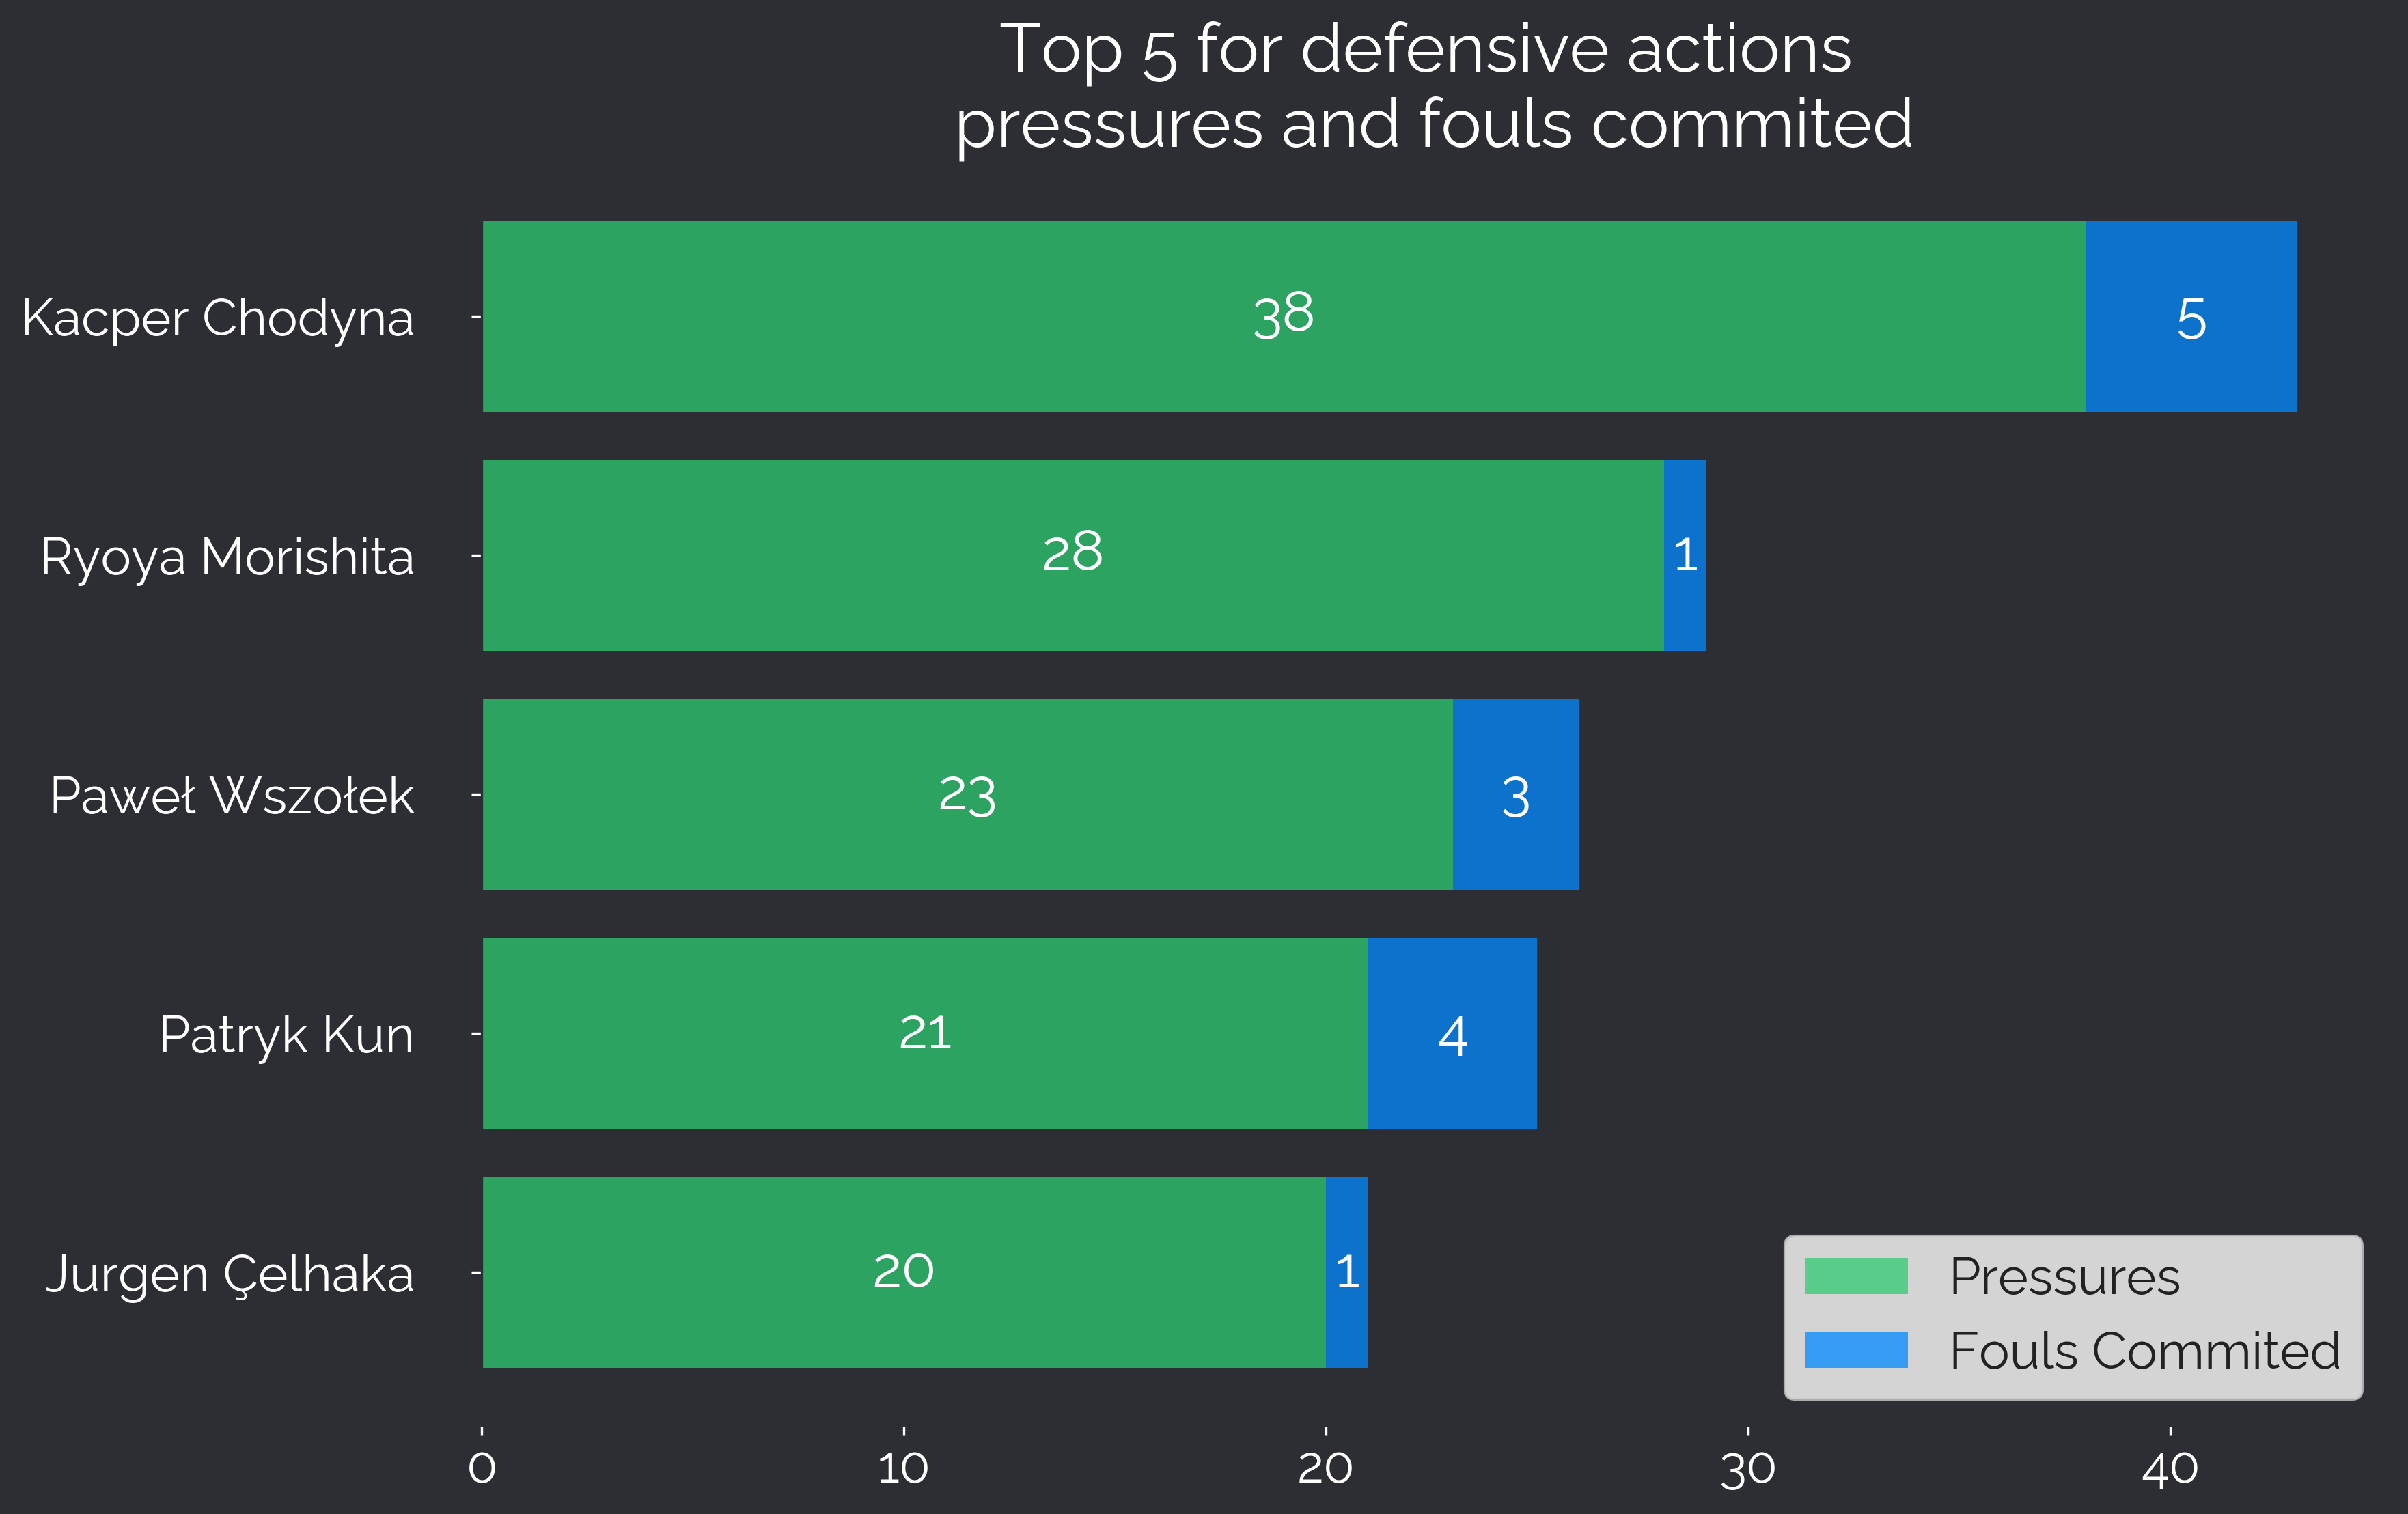 Top 5 for defensive actions
pressures and fouls commited
Kacper Chodyna
38
5
Ryoya Morishita
28
1
Paweł Wszołek
23
3
Patryk Kun
21
4
Jurgen Çelhaka
20
1
Pressures
Fouls Commited
0 10 20 30 40